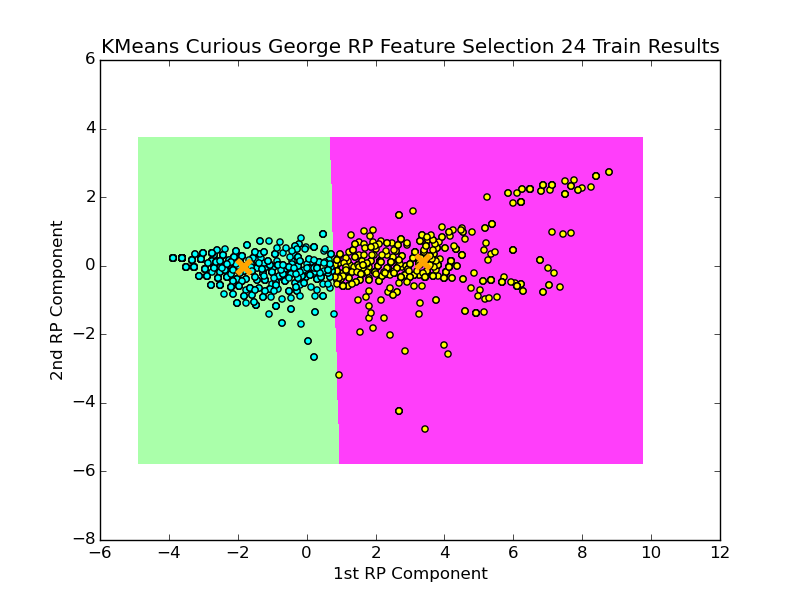 KMeans Curious George RP Feature Selection 24 Train Results
6
4
2
0
−2
−4
−6
−8
2nd RP Component
−6 −4 −2 0 2 4 6 8 10 12
1st RP Component